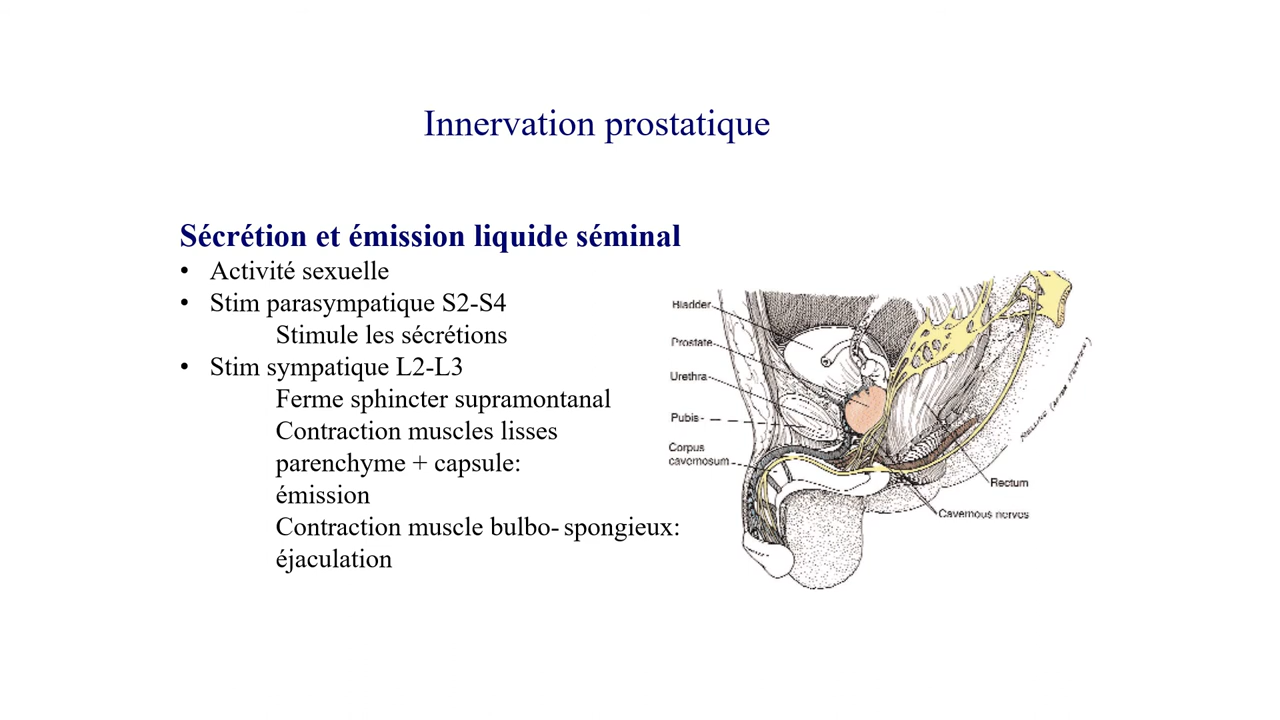 Innervation prostatique
Sécrétion et émission liquide séminal
• Activité sexuelle
• Stim parasympatique S2-S4
Stimule les sécrétions
• Stim sympatique L2-L3
Ferme sphincter supramontanal
Contraction muscles lisses
parenchyme + capsule:
émission
Contraction muscle bulbo- spongieux:
éjaculation
Bladder
Prostate
Urethra
Pubis
Corpus
cavernosum
Rectum
Cavernous nerves